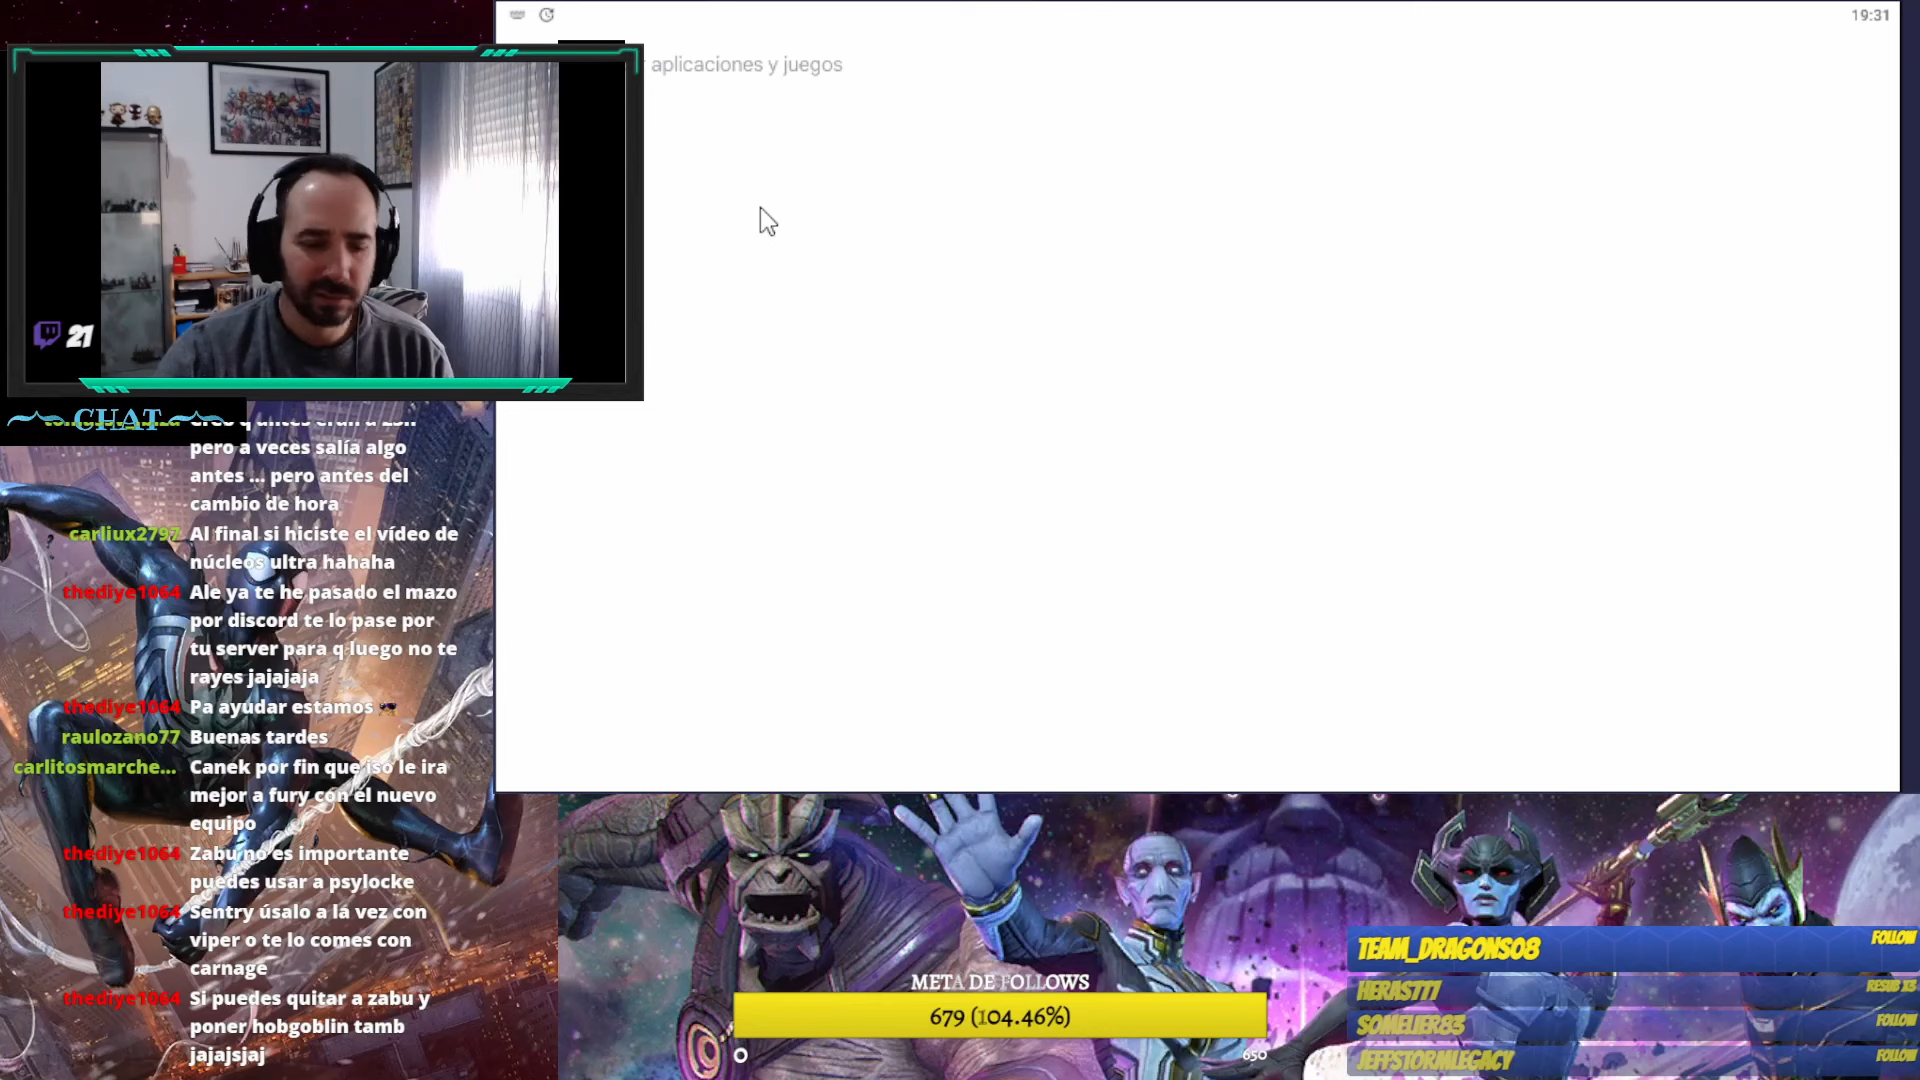 19:31
aplicaciones y juegos
21
CHAT
pero a veces salía algo
antes ... pero antes del
cambio de hora
carliux2797 Al final si hiciste el vídeo de
núcleos ultra hahaha
thediye1064 Ale ya te he pasado el mazo
por discord te lo pase por
tu server para q luego no te
rayes jajajaja
thediye1064 Pa ayudar estamos
raulozano77 Buenas tardes
carlitosmarche... Canek por fin que iso le ira
mejor a fury con el nuevo
equipo
thediye1064 Zabu no es importante
puedes usar a psylocke
thediye1064 Sentry úsalo a la vez con
viper o te lo comes con
carnage
thediye1064 Si puedes quitar a zabu y
poner hobgoblin tamb
jajajsjaj
META DE FOLLOWS
679 (104.46%)
0 650
TEAM_DRAGONS08 FOLLOW
HERAS777 RESUB X3
SOMELIER83 FOLLOW
JEFFSTORMLEGACY FOLLOW